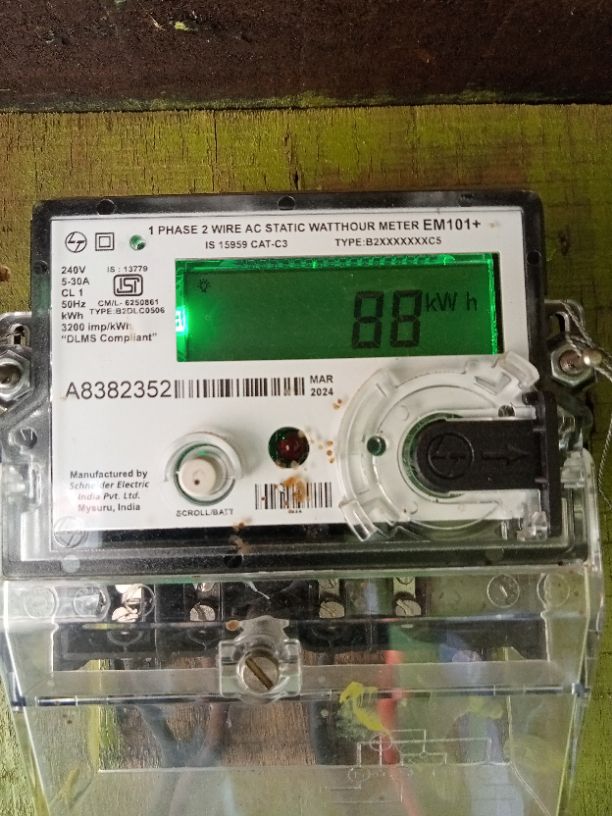 1 PHASE 2 WIRE AC STATIC WATTHOUR METER EM101+
IS 15959 CAT-C3 TYPE:B2XXXXXXXC5
240V
5-30A
CL 1
50Hz
kWh
3200 imp/kWh
"DLMS Compliant"
IS : 13779
ISI
CM/L- 6250861
TYPE:B2DLC0506
88 kW h
A8382352
MAR
2024
Manufactured by
Schneider Electric
India Pvt. Ltd.
Mysuru, India
SCROLL/BATT